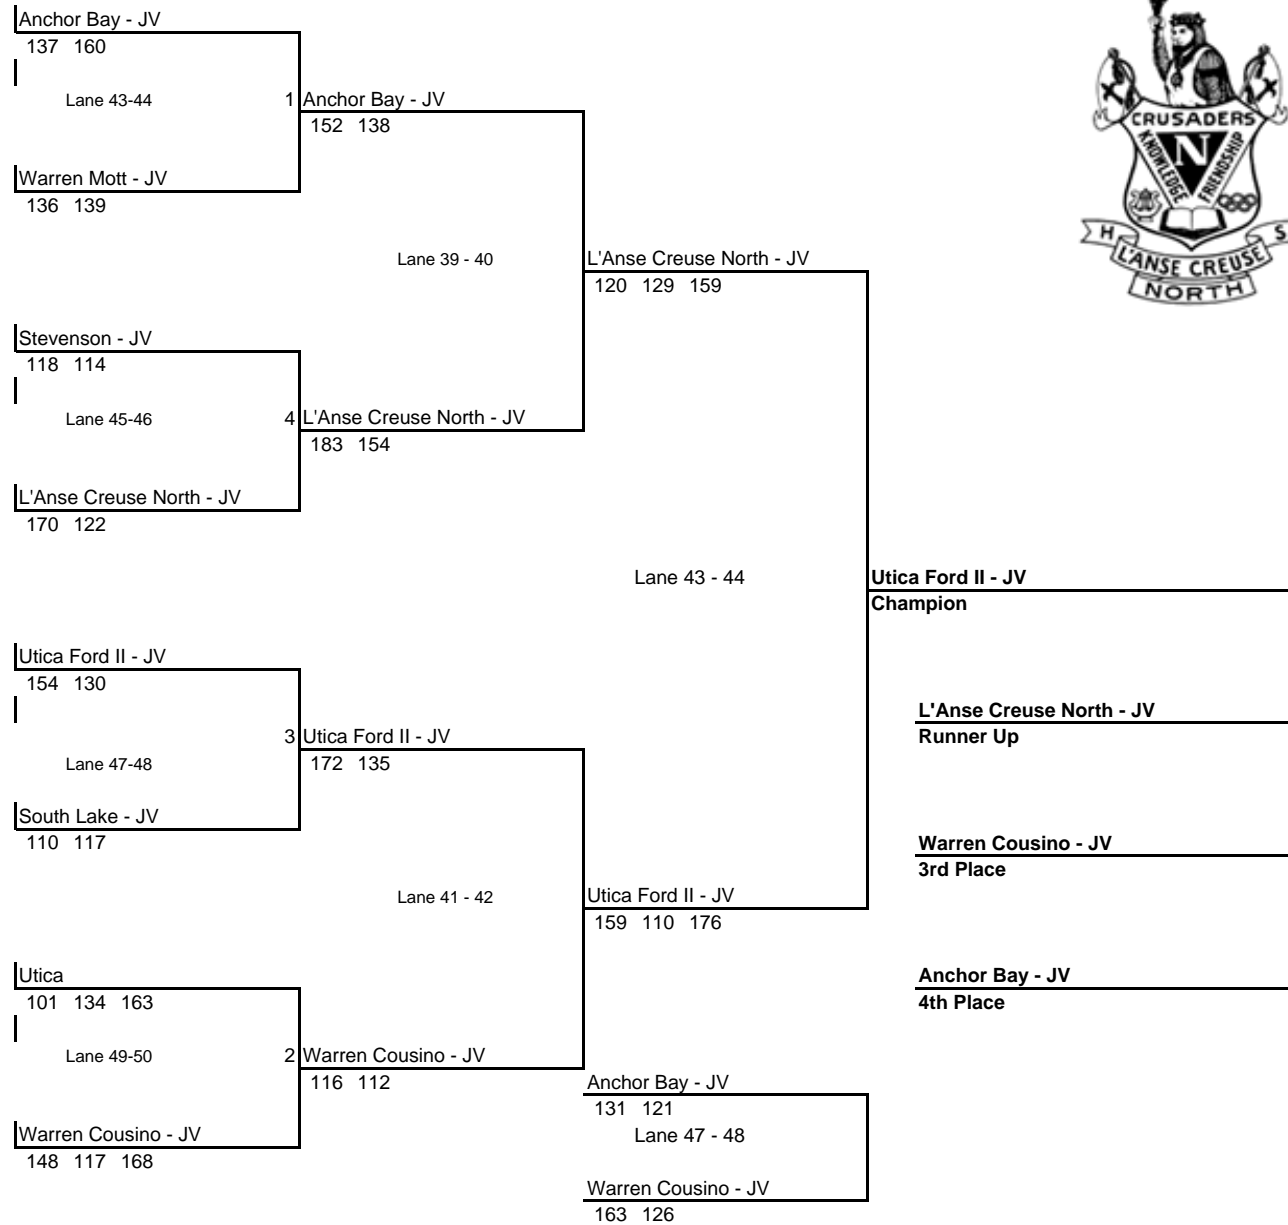 Anchor Bay - JV
137 160
Lane 43-44
1 Anchor Bay - JV
152 138
Warren Mott - JV
136 139
Lane 39 - 40
L'Anse Creuse North - JV
120 129 159
Stevenson - JV
118 114
Lane 45-46
4 L'Anse Creuse North - JV
183 154
L'Anse Creuse North - JV
170 122
Lane 43 - 44
Utica Ford II - JV
Champion
Utica Ford II - JV
154 130
Lane 47-48
3 Utica Ford II - JV
172 135
South Lake - JV
110 117
Lane 41 - 42
Utica Ford II - JV
159 110 176
Utica
101 134 163
Lane 49-50
2 Warren Cousino - JV
116 112
Warren Cousino - JV
148 117 168
Anchor Bay - JV
131 121
Lane 47 - 48
Warren Cousino - JV
163 126
L'Anse Creuse North - JV
Runner Up
Warren Cousino - JV
3rd Place
Anchor Bay - JV
4th Place
CRUSADERS
KNOWLEDGE
N
FRIENDSHIP
H S
L'ANSE CREUSE
NORTH